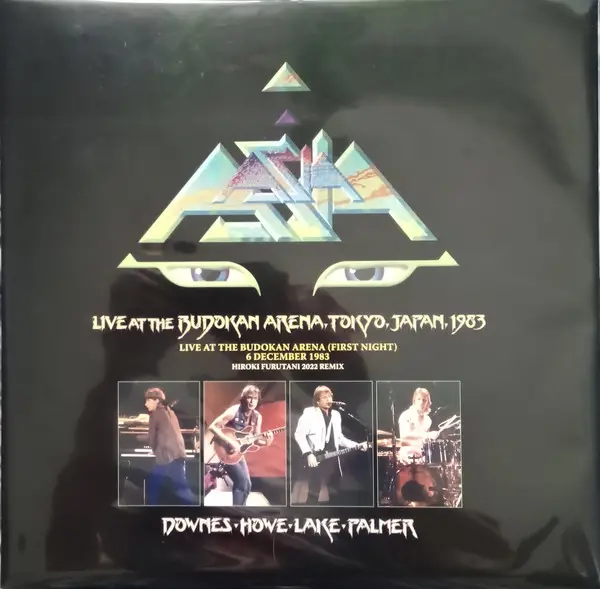 ASIA
LIVE AT THE BUDOKAN ARENA, TOKYO, JAPAN, 1983
LIVE AT THE BUDOKAN ARENA (FIRST NIGHT)
6 DECEMBER 1983
HIROKI FURUTANI 2022 REMIX
DOWNES • HOWE • LAKE • PALMER